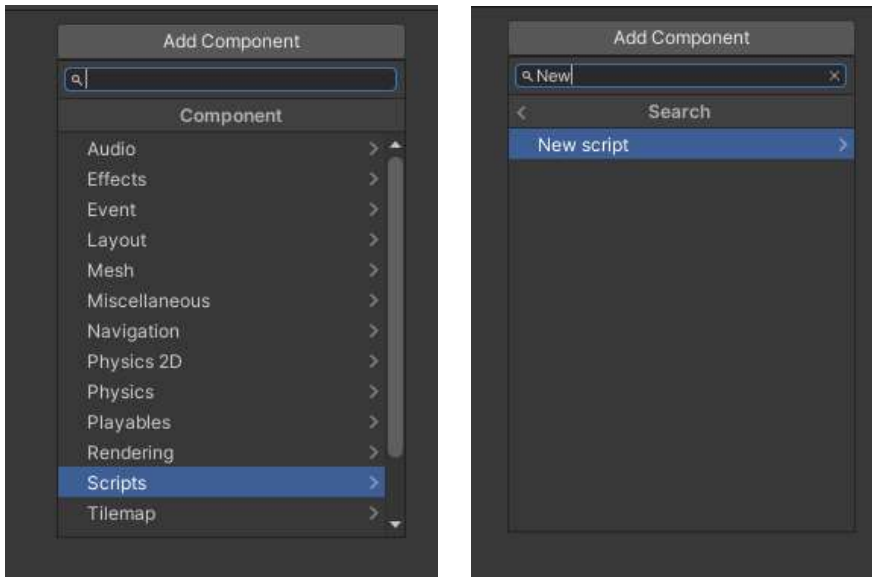 Add Component
Component
Audio
Effects
Event
Layout
Mesh
Miscellaneous
Navigation
Physics 2D
Physics
Playables
Rendering
Scripts
Tilemap
Add Component
New
Search
New script